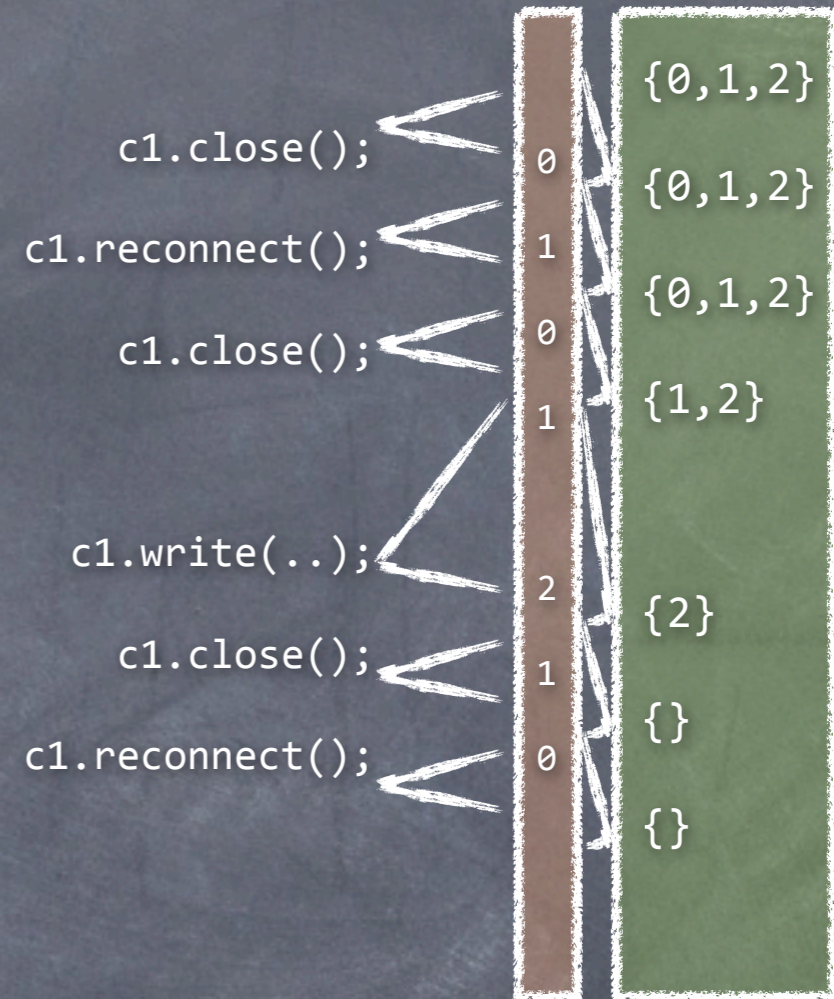 {0,1,2}
c1.close();
0
{0,1,2}
c1.reconnect();
1
{0,1,2}
c1.close();
0
{1,2}
1
c1.write(..);
2
{2}
c1.close();
1
{}
c1.reconnect();
0
{}